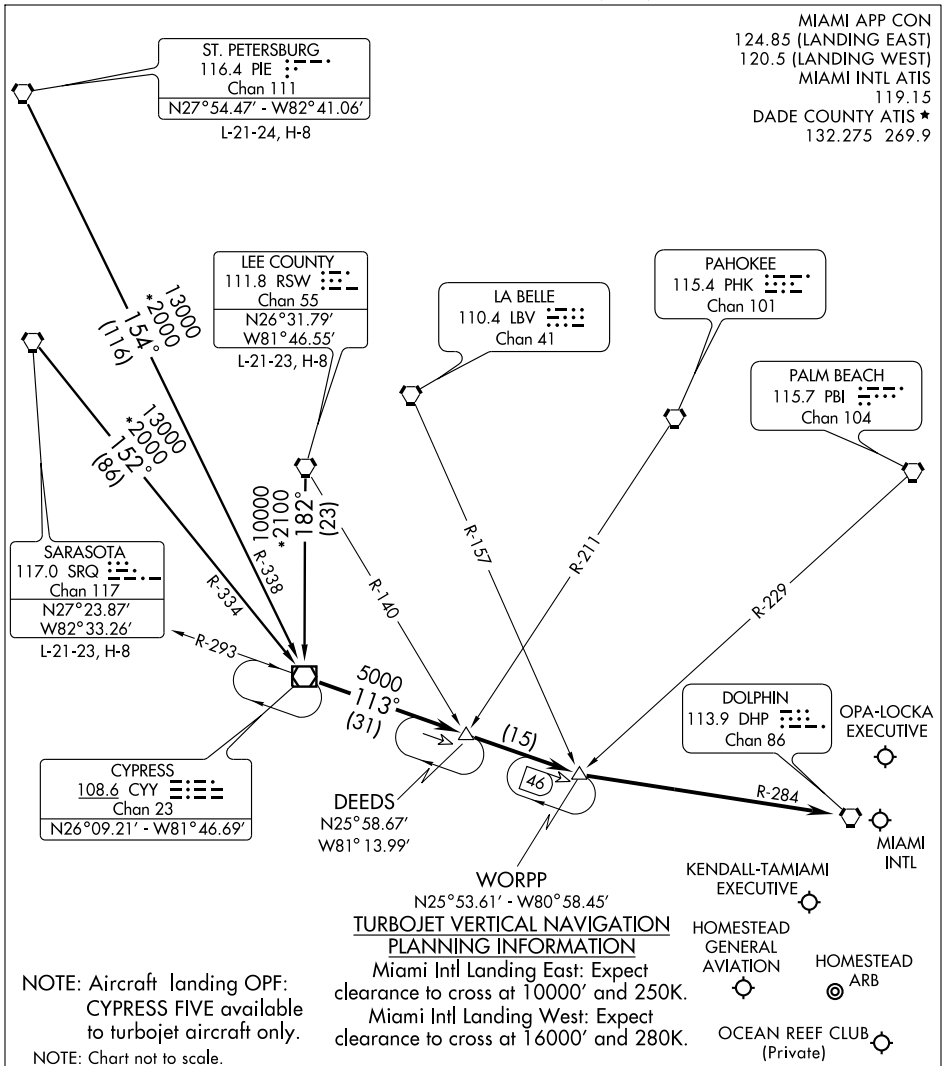 MIAMI APP CON
124.85 (LANDING EAST)
120.5 (LANDING WEST)
MIAMI INTL ATIS
119.15
DADE COUNTY ATIS ★
132.275 269.9
ST. PETERSBURG
116.4 PIE
Chan 111
N27°54.47′ - W82°41.06′
L-21-24, H-8
LEE COUNTY
111.8 RSW
Chan 55
N26°31.79′
W81°46.55′
L-21-23, H-8
LA BELLE
110.4 LBV
Chan 41
PAHOKEE
115.4 PHK
Chan 101
PALM BEACH
115.7 PBI
Chan 104
13000
*2000
154°
(116)
13000
*2000
152°
(86)
10000
*2100
182°
(23)
R-338
R-334
R-140
R-157
R-211
R-229
SARASOTA
117.0 SRQ
Chan 117
N27°23.87′
W82°33.26′
L-21-23, H-8
R-293
5000
113°
(31)
(15)
46
R-284
CYPRESS
108.6 CYY
Chan 23
N26°09.21′ - W81°46.69′
DEEDS
N25°58.67′
W81°13.99′
WORPP
N25°53.61′ - W80°58.45′
DOLPHIN
113.9 DHP
Chan 86
OPA-LOCKA
EXECUTIVE
MIAMI
INTL
KENDALL-TAMIAMI
EXECUTIVE
HOMESTEAD
GENERAL
AVIATION
HOMESTEAD
ARB
OCEAN REEF CLUB
(Private)
TURBOJET VERTICAL NAVIGATION
PLANNING INFORMATION
Miami Intl Landing East: Expect
clearance to cross at 10000′ and 250K.
Miami Intl Landing West: Expect
clearance to cross at 16000′ and 280K.
NOTE: Aircraft landing OPF:
CYPRESS FIVE available
to turbojet aircraft only.
NOTE: Chart not to scale.